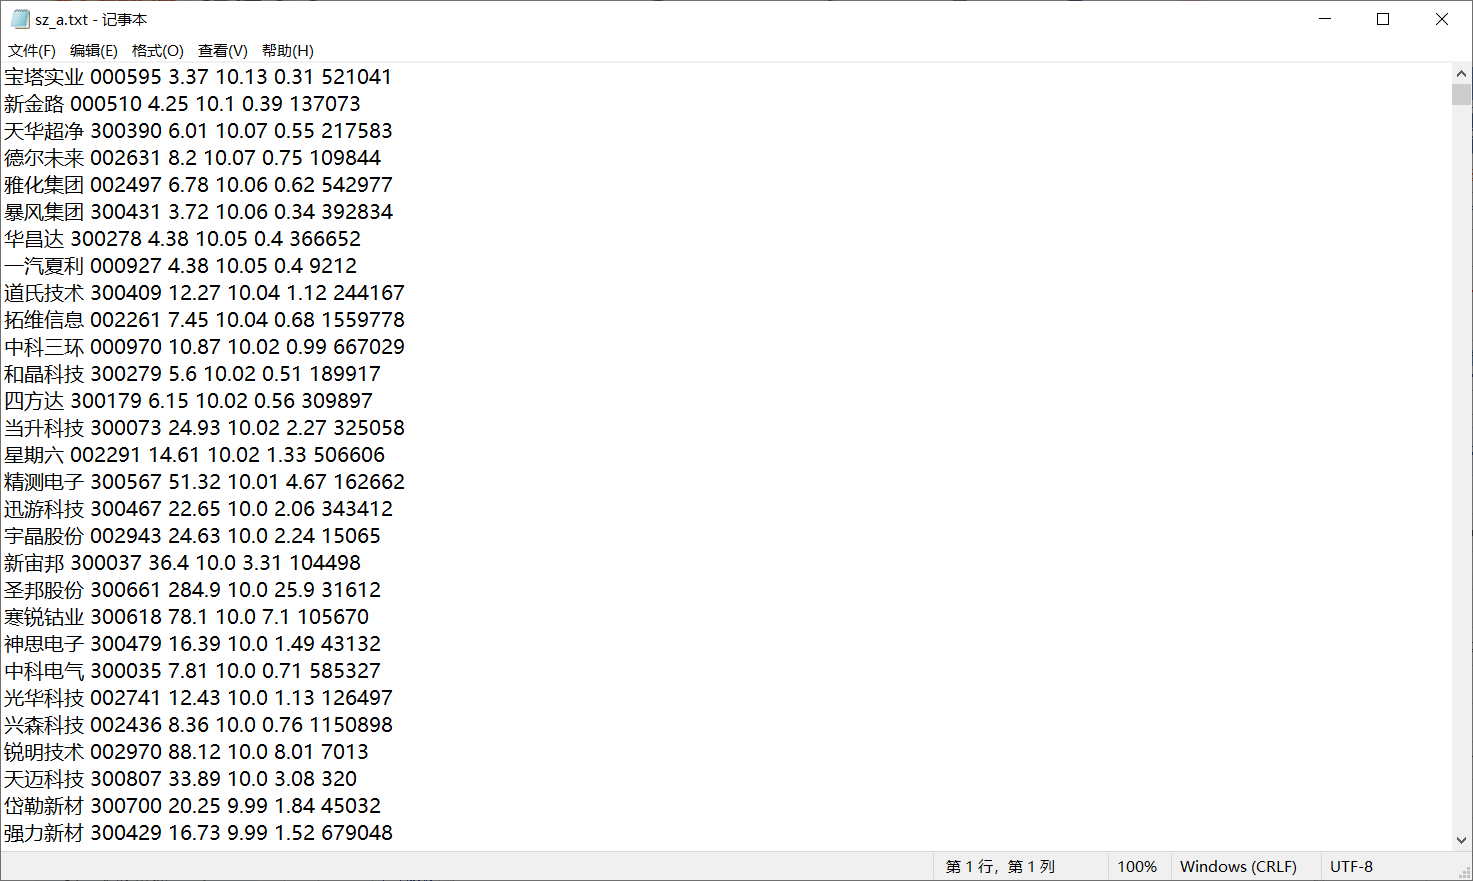 sz_a.txt - 记事本
文件(F) 编辑(E) 格式(O) 查看(V) 帮助(H)
宝塔实业 000595 3.37 10.13 0.31 521041
新金路 000510 4.25 10.1 0.39 137073
天华超净 300390 6.01 10.07 0.55 217583
德尔未来 002631 8.2 10.07 0.75 109844
雅化集团 002497 6.78 10.06 0.62 542977
暴风集团 300431 3.72 10.06 0.34 392834
华昌达 300278 4.38 10.05 0.4 366652
一汽夏利 000927 4.38 10.05 0.4 9212
道氏技术 300409 12.27 10.04 1.12 244167
拓维信息 002261 7.45 10.04 0.68 1559778
中科三环 000970 10.87 10.02 0.99 667029
和晶科技 300279 5.6 10.02 0.51 189917
四方达 300179 6.15 10.02 0.56 309897
当升科技 300073 24.93 10.02 2.27 325058
星期六 002291 14.61 10.02 1.33 506606
精测电子 300567 51.32 10.01 4.67 162662
迅游科技 300467 22.65 10.0 2.06 343412
宇晶股份 002943 24.63 10.0 2.24 15065
新宙邦 300037 36.4 10.0 3.31 104498
圣邦股份 300661 284.9 10.0 25.9 31612
寒锐钴业 300618 78.1 10.0 7.1 105670
神思电子 300479 16.39 10.0 1.49 43132
中科电气 300035 7.81 10.0 0.71 585327
光华科技 002741 12.43 10.0 1.13 126497
兴森科技 002436 8.36 10.0 0.76 1150898
锐明技术 002970 88.12 10.0 8.01 7013
天迈科技 300807 33.89 10.0 3.08 320
岱勒新材 300700 20.25 9.99 1.84 45032
强力新材 300429 16.73 9.99 1.52 679048
第 1 行，第 1 列 100% Windows (CRLF) UTF-8